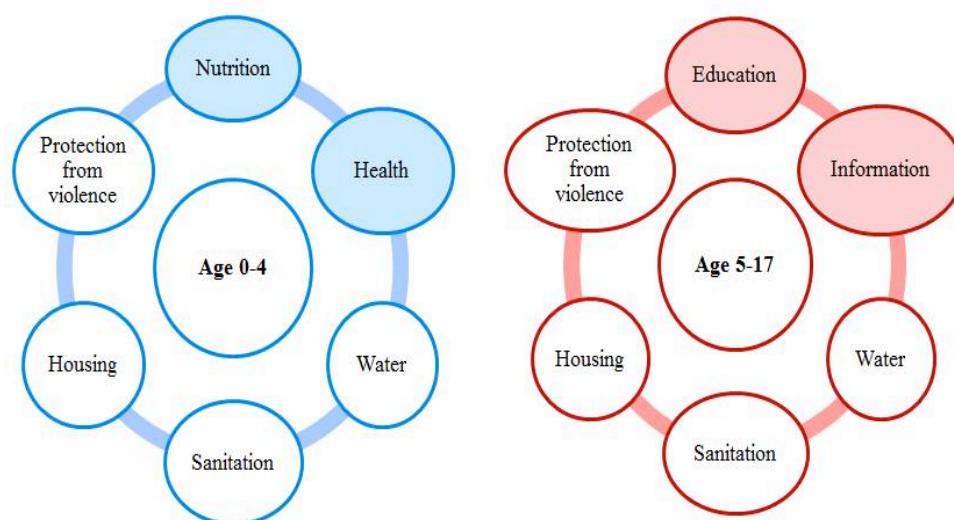 Nutrition
Health
Protection
from
violence
Age 0-4
Housing
Water
Sanitation
Education
Information
Protection
from
violence
Age 5-17
Housing
Water
Sanitation